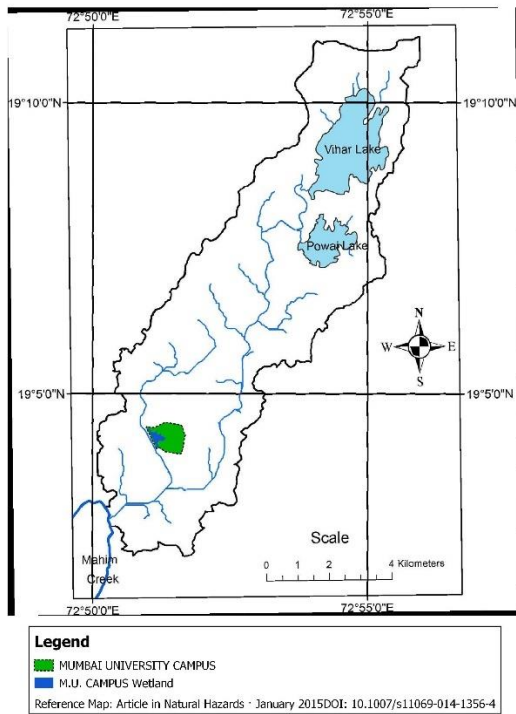 72°50'0"E
72°55'0"E
19°10'0"N
19°10'0"N
Vihar Lake
Powai Lake
N
W
E
S
19°5'0"N
19°5'0"N
Scale
0 1 2 4 Kilometers
Mahim
Creek
72°50'0"E
72°55'0"E
Legend
MUMBAI UNIVERSITY CAMPUS
M.U. CAMPUS Wetland
Reference Map: Article in Natural Hazards · January 2015DOI: 10.1007/s11069-014-1356-4